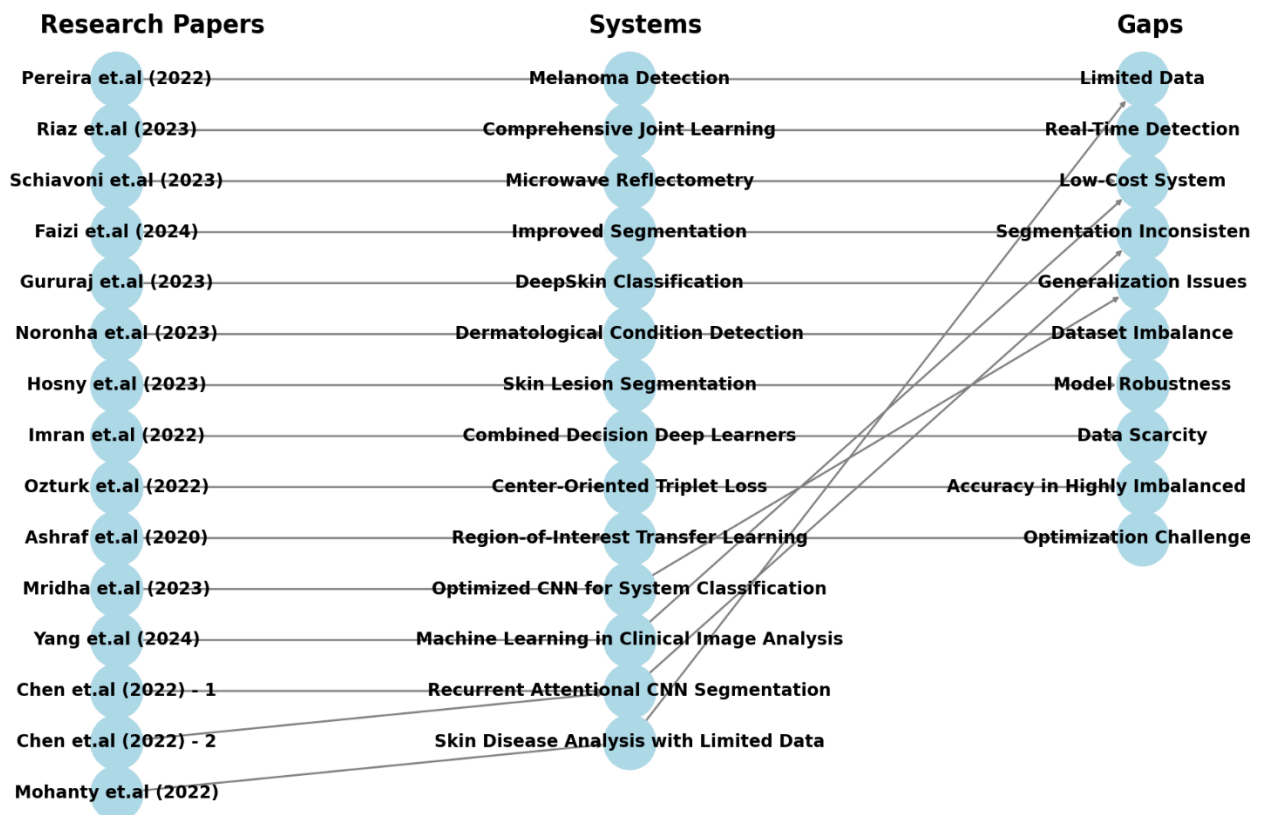 Research Papers Systems Gaps
Pereira et.al (2022) Melanoma Detection Limited Data
Riaz et.al (2023) Comprehensive Joint Learning Real-Time Detection
Schiavoni et.al (2023) Microwave Reflectometry Low-Cost System
Faizi et.al (2024) Improved Segmentation Segmentation Inconsisten
Gururaj et.al (2023) DeepSkin Classification Generalization Issues
Noronha et.al (2023) Dermatological Condition Detection Dataset Imbalance
Hosny et.al (2023) Skin Lesion Segmentation Model Robustness
Imran et.al (2022) Combined Decision Deep Learners Data Scarcity
Ozturk et.al (2022) Center-Oriented Triplet Loss Accuracy in Highly Imbalanced
Ashraf et.al (2020) Region-of-Interest Transfer Learning Optimization Challenge
Mridha et.al (2023) Optimized CNN for System Classification
Yang et.al (2024) Machine Learning in Clinical Image Analysis
Chen et.al (2022) - 1 Recurrent Attentional CNN Segmentation
Chen et.al (2022) - 2 Skin Disease Analysis with Limited Data
Mohanty et.al (2022)